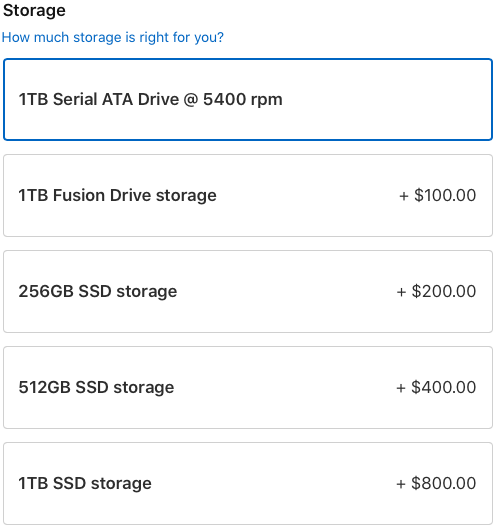 Storage
How much storage is right for you?
1TB Serial ATA Drive @ 5400 rpm
1TB Fusion Drive storage + $100.00
256GB SSD storage + $200.00
512GB SSD storage + $400.00
1TB SSD storage + $800.00